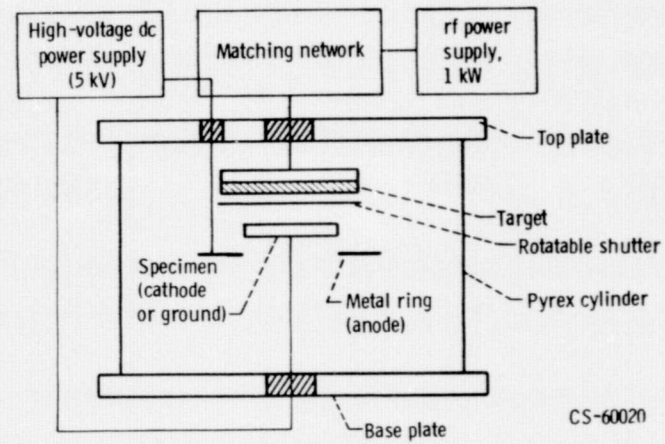 High-voltage dc
power supply
(5 kV)
Matching network
rf power
supply,
1 kW
Top plate
Target
Rotatable shutter
Specimen
(cathode
or ground)
Metal ring
(anode)
Pyrex cylinder
Base plate
CS-60020